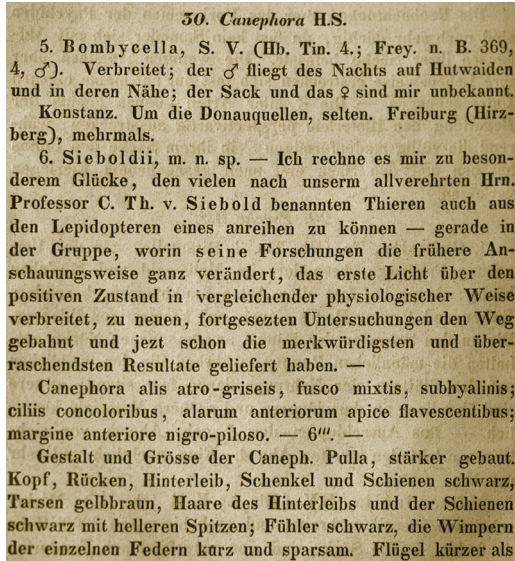 30. Canephora H.S.
5. Bombycella, S. V. (Hb. Tin. 4.; Frey. n. B. 369,
4, ♂). Verbreitet; der ♂ fliegt des Nachts auf Hutwaiden
und in deren Nähe; der Sack und das ♀ sind mir unbekannt.
Konstanz. Um die Donauquellen, selten. Freiburg (Hirz-
berg), mehrmals.
6. Sieboldii, m. n. sp. — Ich rechne es mir zu beson-
derem Glücke, den vielen nach unserm allverehrten Hrn.
Professor C. Th. v. Siebold benannten Thieren auch aus
den Lepidopteren eines anreihen zu können — gerade in
der Gruppe, worin seine Forschungen die frühere An-
schauungsweise ganz verändert, das erste Licht über den
positiven Zustand in vergleichender physiologischer Weise
verbreitet, zu neuen, fortgesezten Untersuchungen den Weg
gebahnt und jezt schon die merkwürdigsten und über-
raschendsten Resultate geliefert haben. —
Canephora alis atro-griseis, fusco mixtis, subhyalinis;
ciliis concoloribus, alarum anteriorum apice flavescentibus;
margine anteriore nigro-piloso. — 6‴. —
Gestalt und Grösse der Caneph. Pulla, stärker gebaut.
Kopf, Rücken, Hinterleib, Schenkel und Schienen schwarz,
Tarsen gelbbraun, Haare des Hinterleibs und der Schienen
schwarz mit helleren Spitzen; Fühler schwarz, die Wimpern
der einzelnen Federn kurz und sparsam. Flügel kürzer als